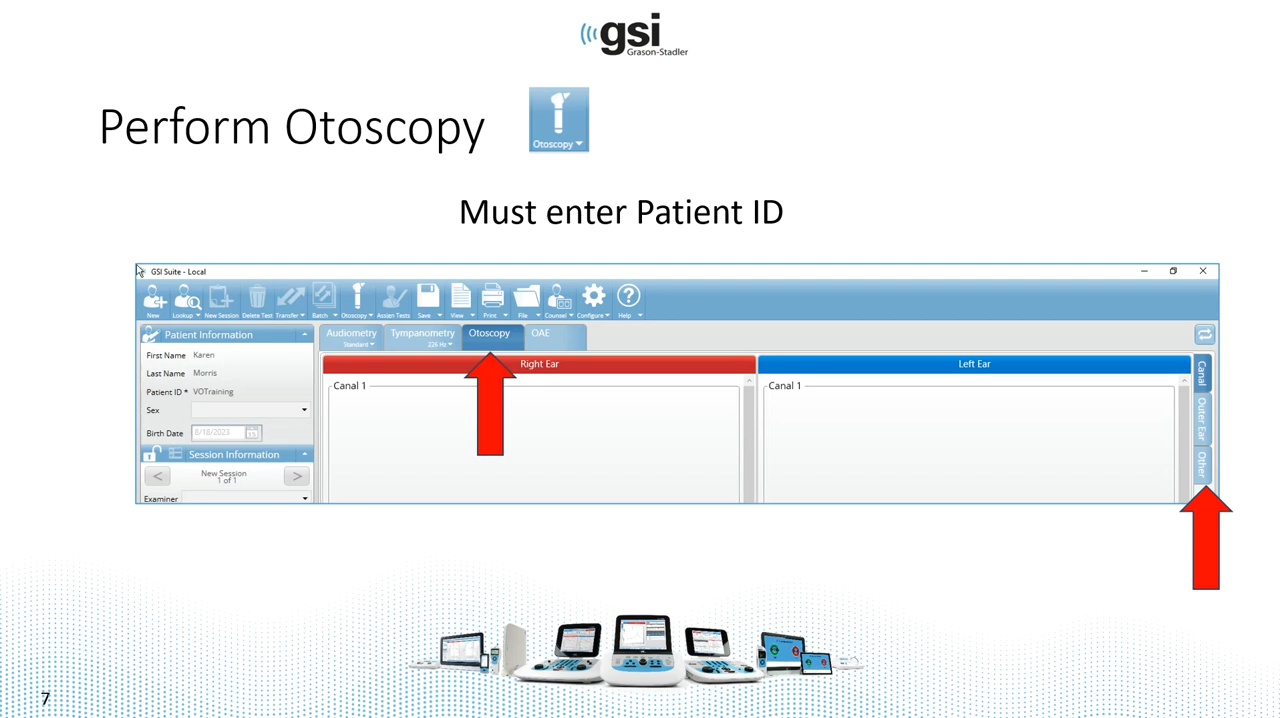 gsi
Grason-Stadler
Perform Otoscopy
Otoscopy
Must enter Patient ID
GSI Suite - Local
New Lookup New Session Delete Test Transfer Batch Otoscopy Assign Tests Save View Print File Counsel Configure Help
Patient Information
First Name Karen
Last Name Morris
Patient ID * VOTraining
Sex
Birth Date 8/10/2023 15
Session Information
< New Session >
1 of 1
Examiner
Audiometry Tympanometry Otoscopy OAE
Standard 226 Hz
Right Ear Left Ear
Canal 1 Canal 1
Canal
Outer Ear
Other
7